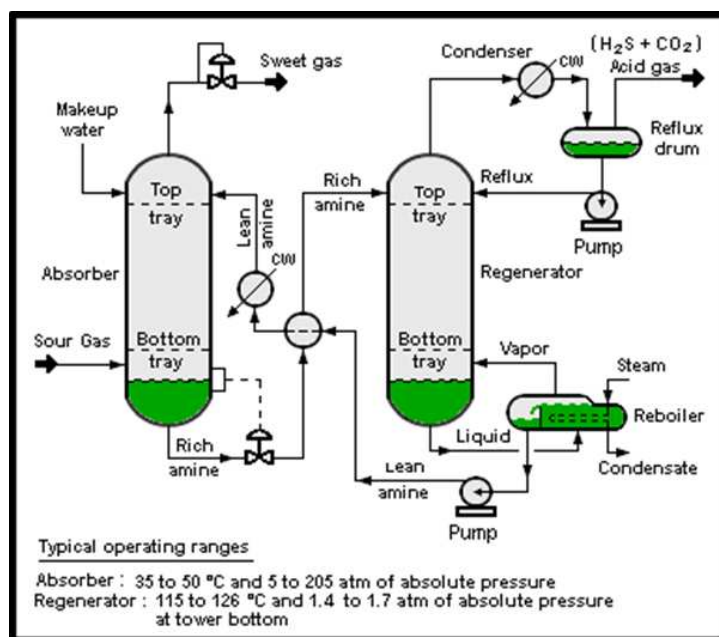 Sweet gas
Makeup
water
Condenser
CW
(H₂S + CO₂)
Acid gas
Reflux
drum
Top
tray
Lean
amine
Rich
amine
Reflux
Top
tray
Pump
Absorber
CW
Regenerator
Sour Gas
Bottom
tray
Bottom
tray
Vapor
Steam
Reboiler
Rich
amine
Liquid
Condensate
Lean
amine
Pump
Typical operating ranges
Absorber : 35 to 50 °C and 5 to 205 atm of absolute pressure
Regenerator : 115 to 126 °C and 1.4 to 1.7 atm of absolute pressure
at tower bottom